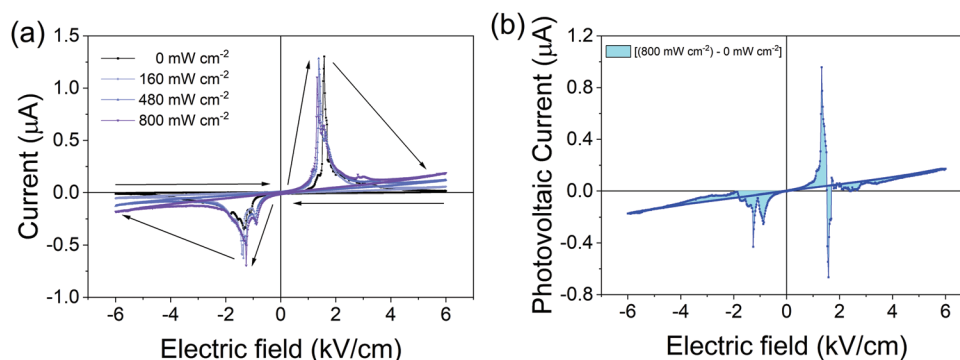 (a)
1.5
1.0
0.5
0.0
-0.5
-1.0
Current (μA)
0 mW cm⁻²
160 mW cm⁻²
480 mW cm⁻²
800 mW cm⁻²
-6 -4 -2 0 2 4 6
Electric field (kV/cm)
(b)
1.2
0.8
0.4
0.0
-0.4
-0.8
Photovoltaic Current (μA)
[(800 mW cm⁻²) - 0 mW cm⁻²]
-6 -4 -2 0 2 4 6
Electric field (kV/cm)